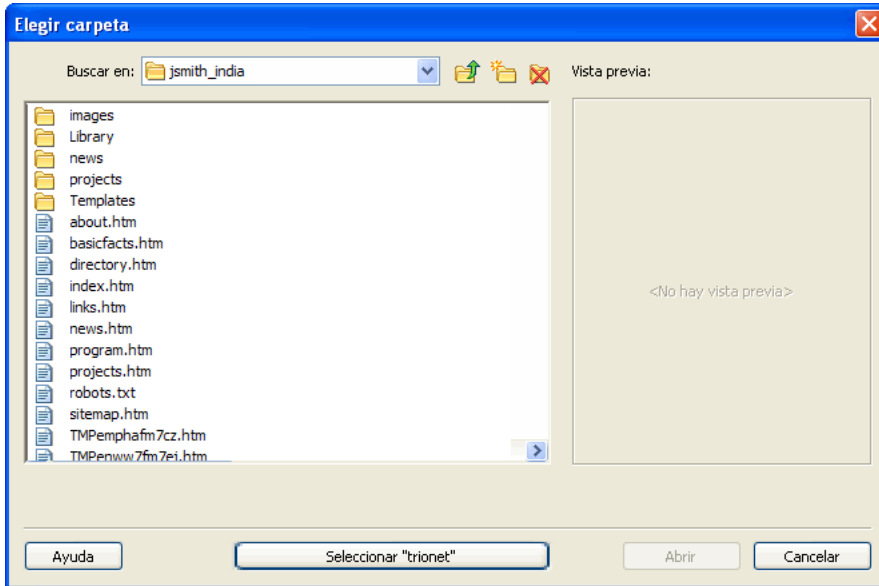 Elegir carpeta
Buscar en: jsmith_india
Vista previa:
images
Library
news
projects
Templates
about.htm
basicfacts.htm
directory.htm
index.htm
links.htm
news.htm
program.htm
projects.htm
robots.txt
sitemap.htm
TMPemphafm7cz.htm
TMPenww7fm7ei.htm
<No hay vista previa>
Ayuda
Seleccionar "trionet"
Abrir
Cancelar